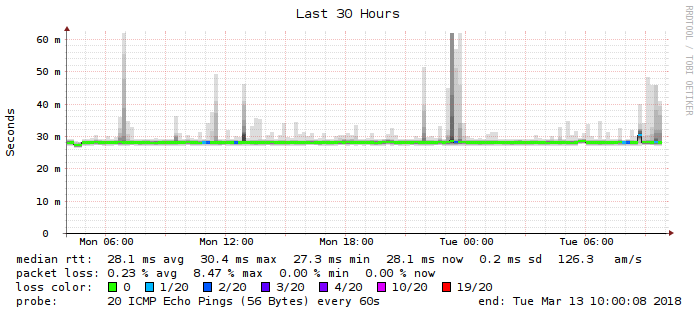 Last 30 Hours
RRDTOOL / TOBI OETIKER
Seconds
60 m
50 m
40 m
30 m
20 m
10 m
0
Mon 06:00 Mon 12:00 Mon 18:00 Tue 00:00 Tue 06:00
median rtt: 28.1 ms avg 30.4 ms max 27.3 ms min 28.1 ms now 0.2 ms sd 126.3 am/s
packet loss: 0.23 % avg 8.47 % max 0.00 % min 0.00 % now
loss color: 0 1/20 2/20 3/20 4/20 10/20 19/20
probe: 20 ICMP Echo Pings (56 Bytes) every 60s end: Tue Mar 13 10:00:08 2018